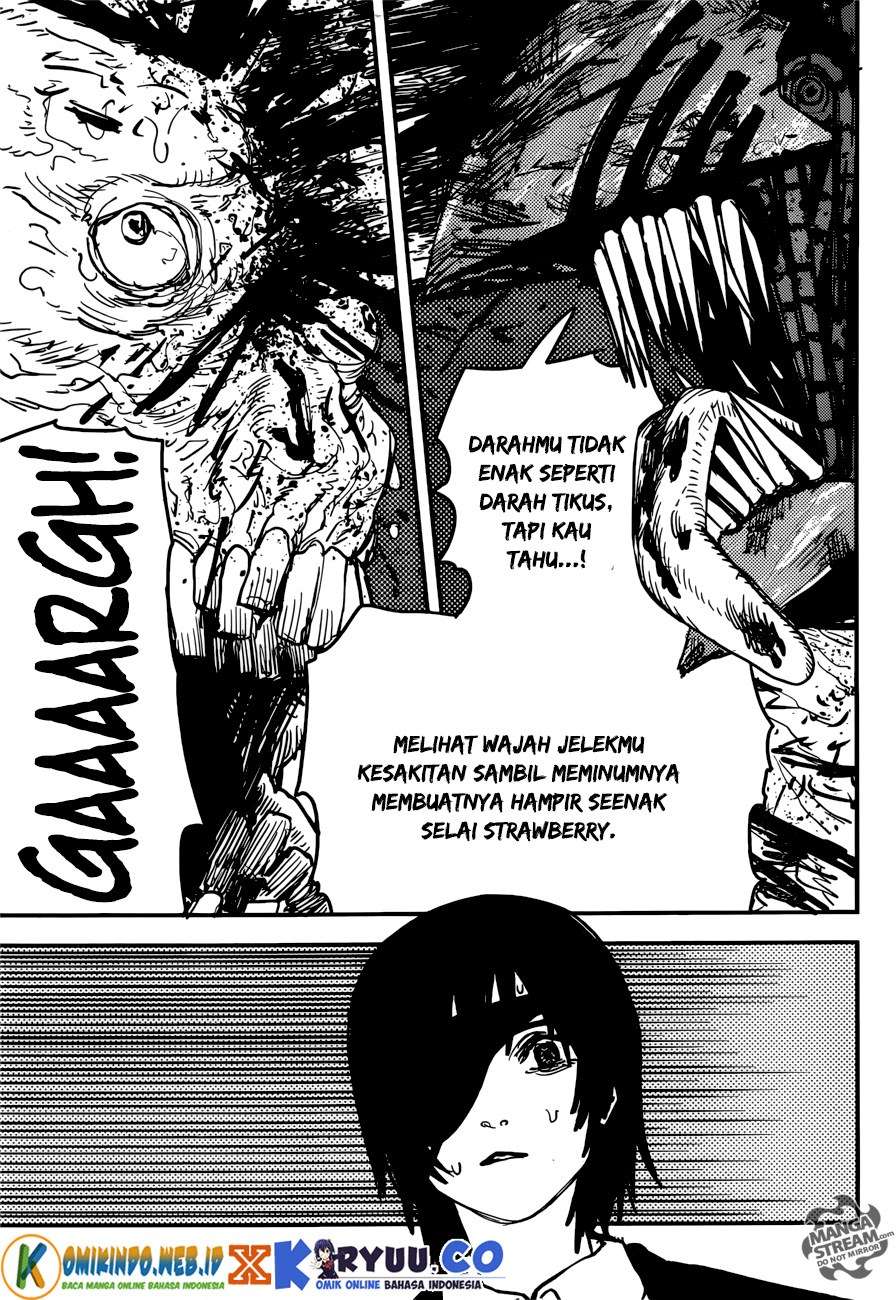 DARAHMU TIDAK
ENAK SEPERTI
DARAH TIKUS,
TAPI KAU
TAHU...!
MELIHAT WAJAH JELEKMU
KESAKITAN SAMBIL MEMINUMNYA
MEMBUATNYA HAMPIR SEENAK
SELAI STRAWBERRY.
GAAAARGH!
MANGA
STREAM.COM
DO NOT MIRROR
KOMIKINDO.WEB.ID X KIRYUU.CO
BACA MANGA ONLINE BAHASA INDONESIA
OMIK ONLINE BAHASA INDONESIA